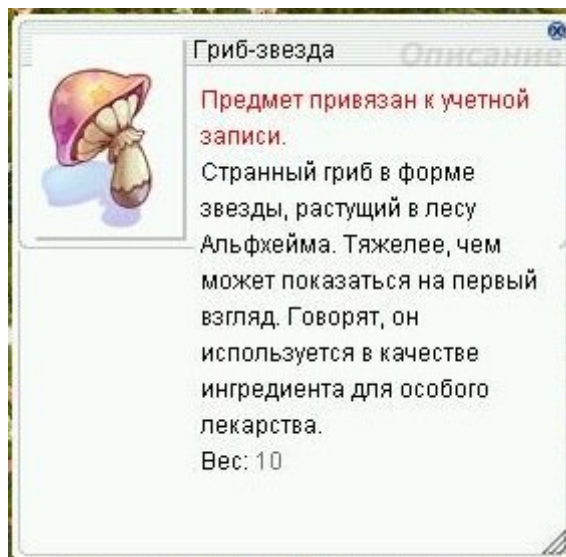 Гриб-звезда
Описание
Предмет привязан к учетной
записи.
Странный гриб в форме
звезды, растущий в лесу
Альфхейма. Тяжелее, чем
может показаться на первый
взгляд. Говорят, он
используется в качестве
ингредиента для особого
лекарства.
Вес: 10